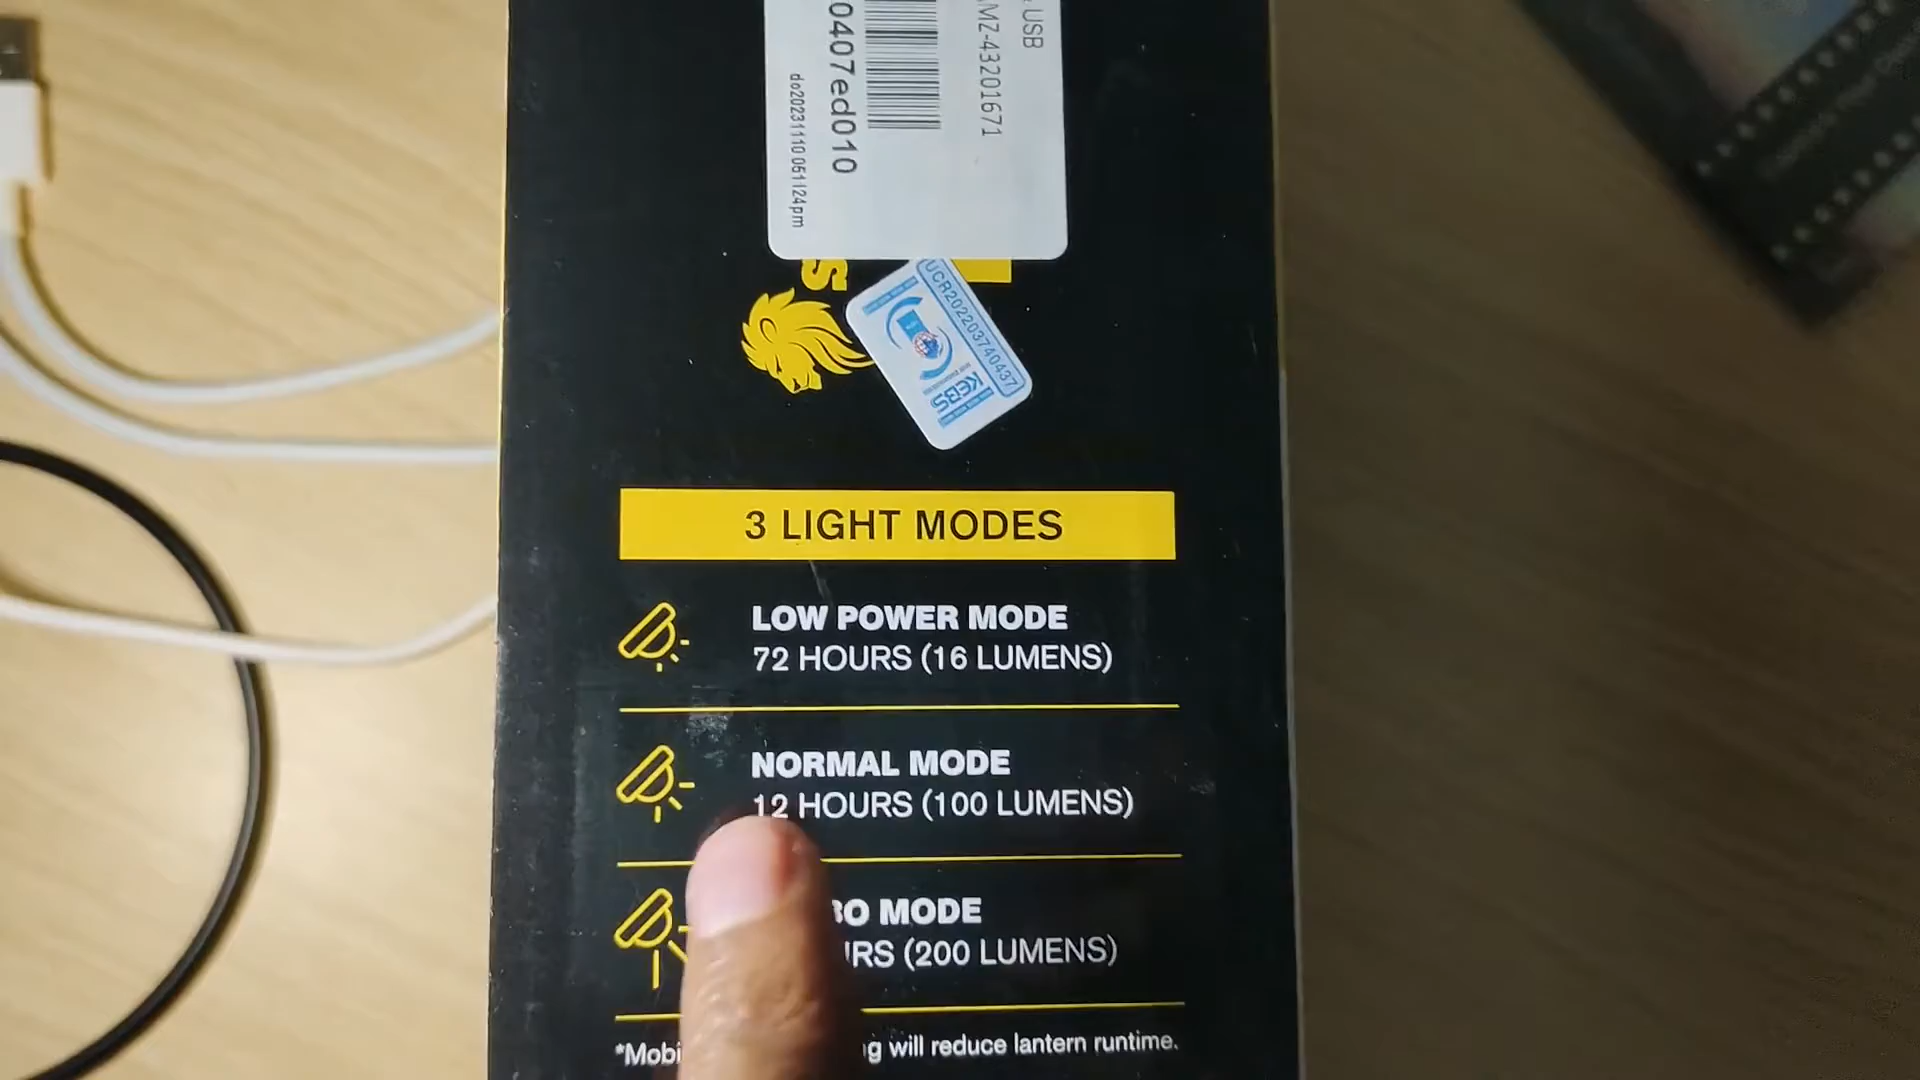 USB
MZ-43201671
0407ed010
do20231110 051124pm
S
UCR202203740437
KEBS
3 LIGHT MODES
LOW POWER MODE
72 HOURS (16 LUMENS)
NORMAL MODE
12 HOURS (100 LUMENS)
BO MODE
RS (200 LUMENS)
*Mobi g will reduce lantern runtime.